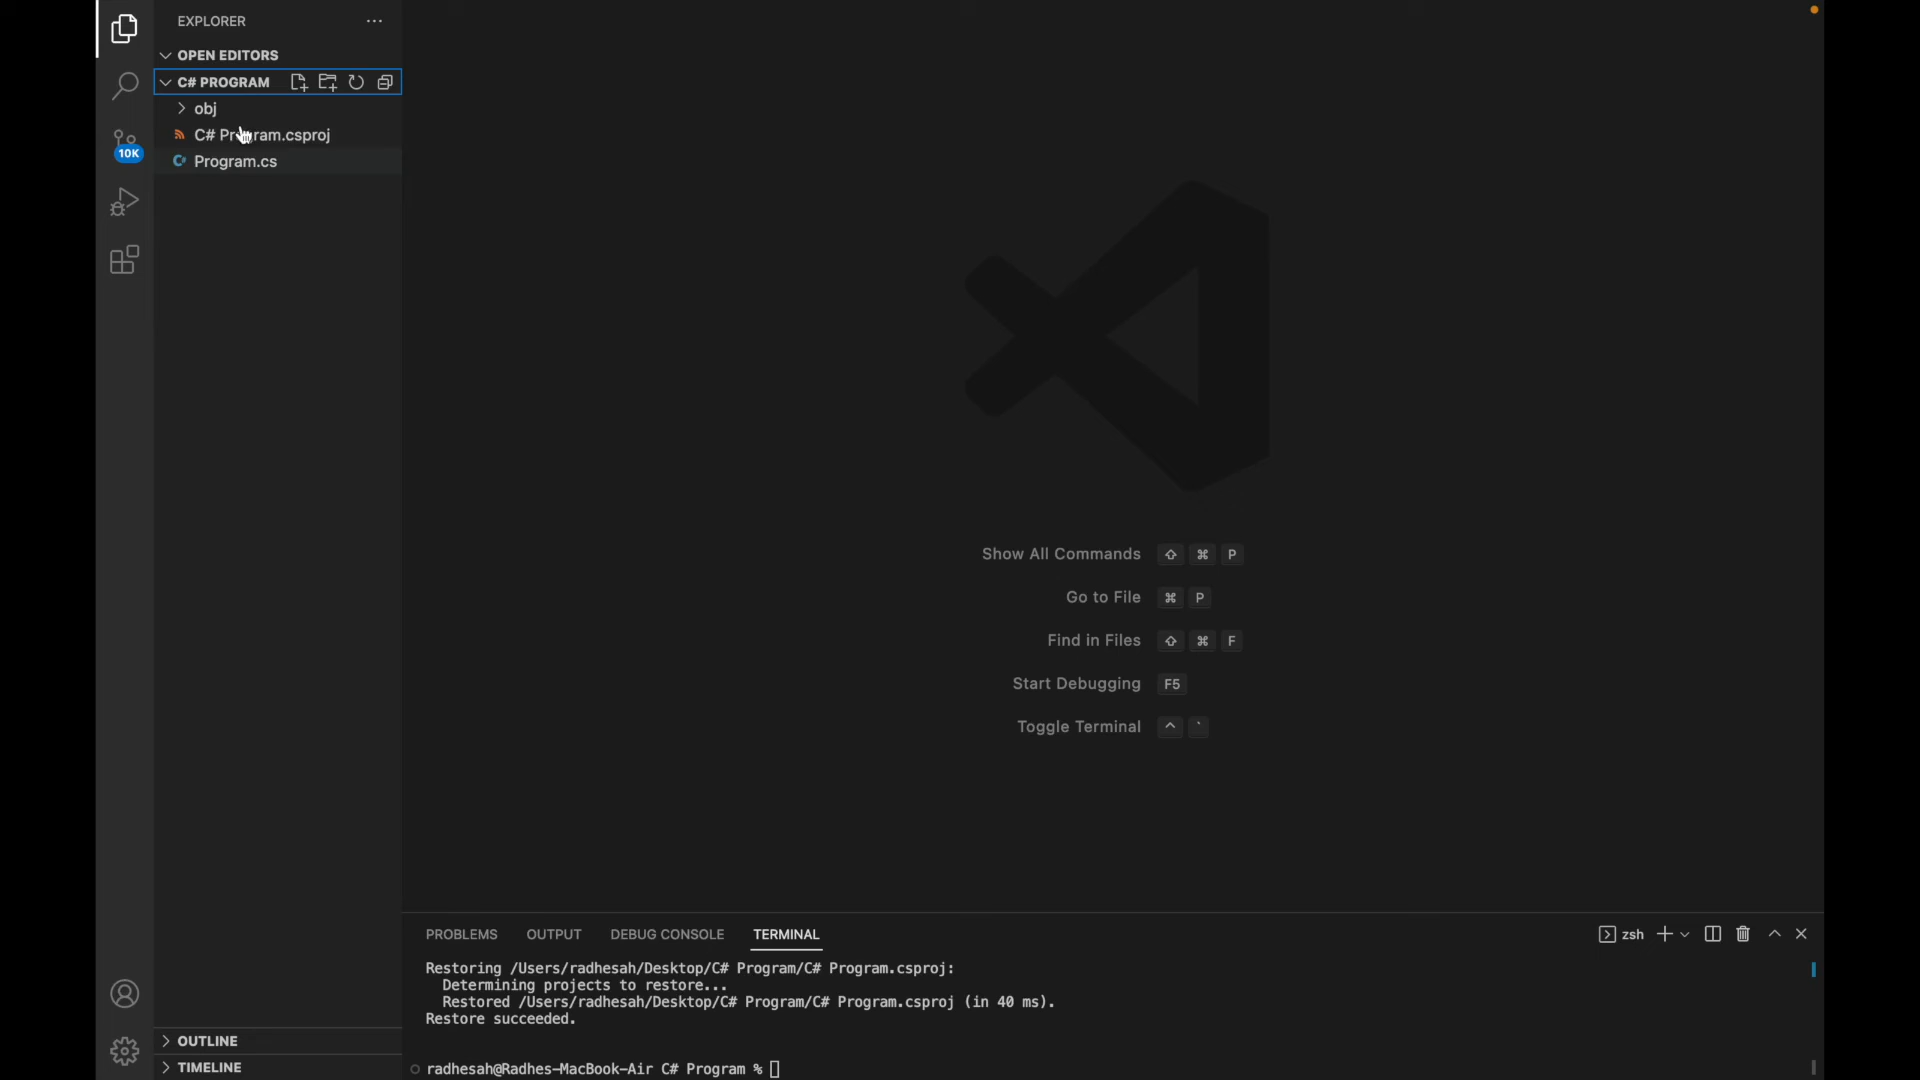 EXPLORER
OPEN EDITORS
C# PROGRAM
obj
C# Program.csproj
Program.cs
10K
Show All Commands ⇧ ⌘ P
Go to File ⌘ P
Find in Files ⇧ ⌘ F
Start Debugging F5
Toggle Terminal ^ `
PROBLEMS OUTPUT DEBUG CONSOLE TERMINAL
zsh
Restoring /Users/radhesah/Desktop/C# Program/C# Program.csproj:
Determining projects to restore...
Restored /Users/radhesah/Desktop/C# Program/C# Program.csproj (in 40 ms).
Restore succeeded.
radhesah@Radhes-MacBook-Air C# Program %
OUTLINE
TIMELINE